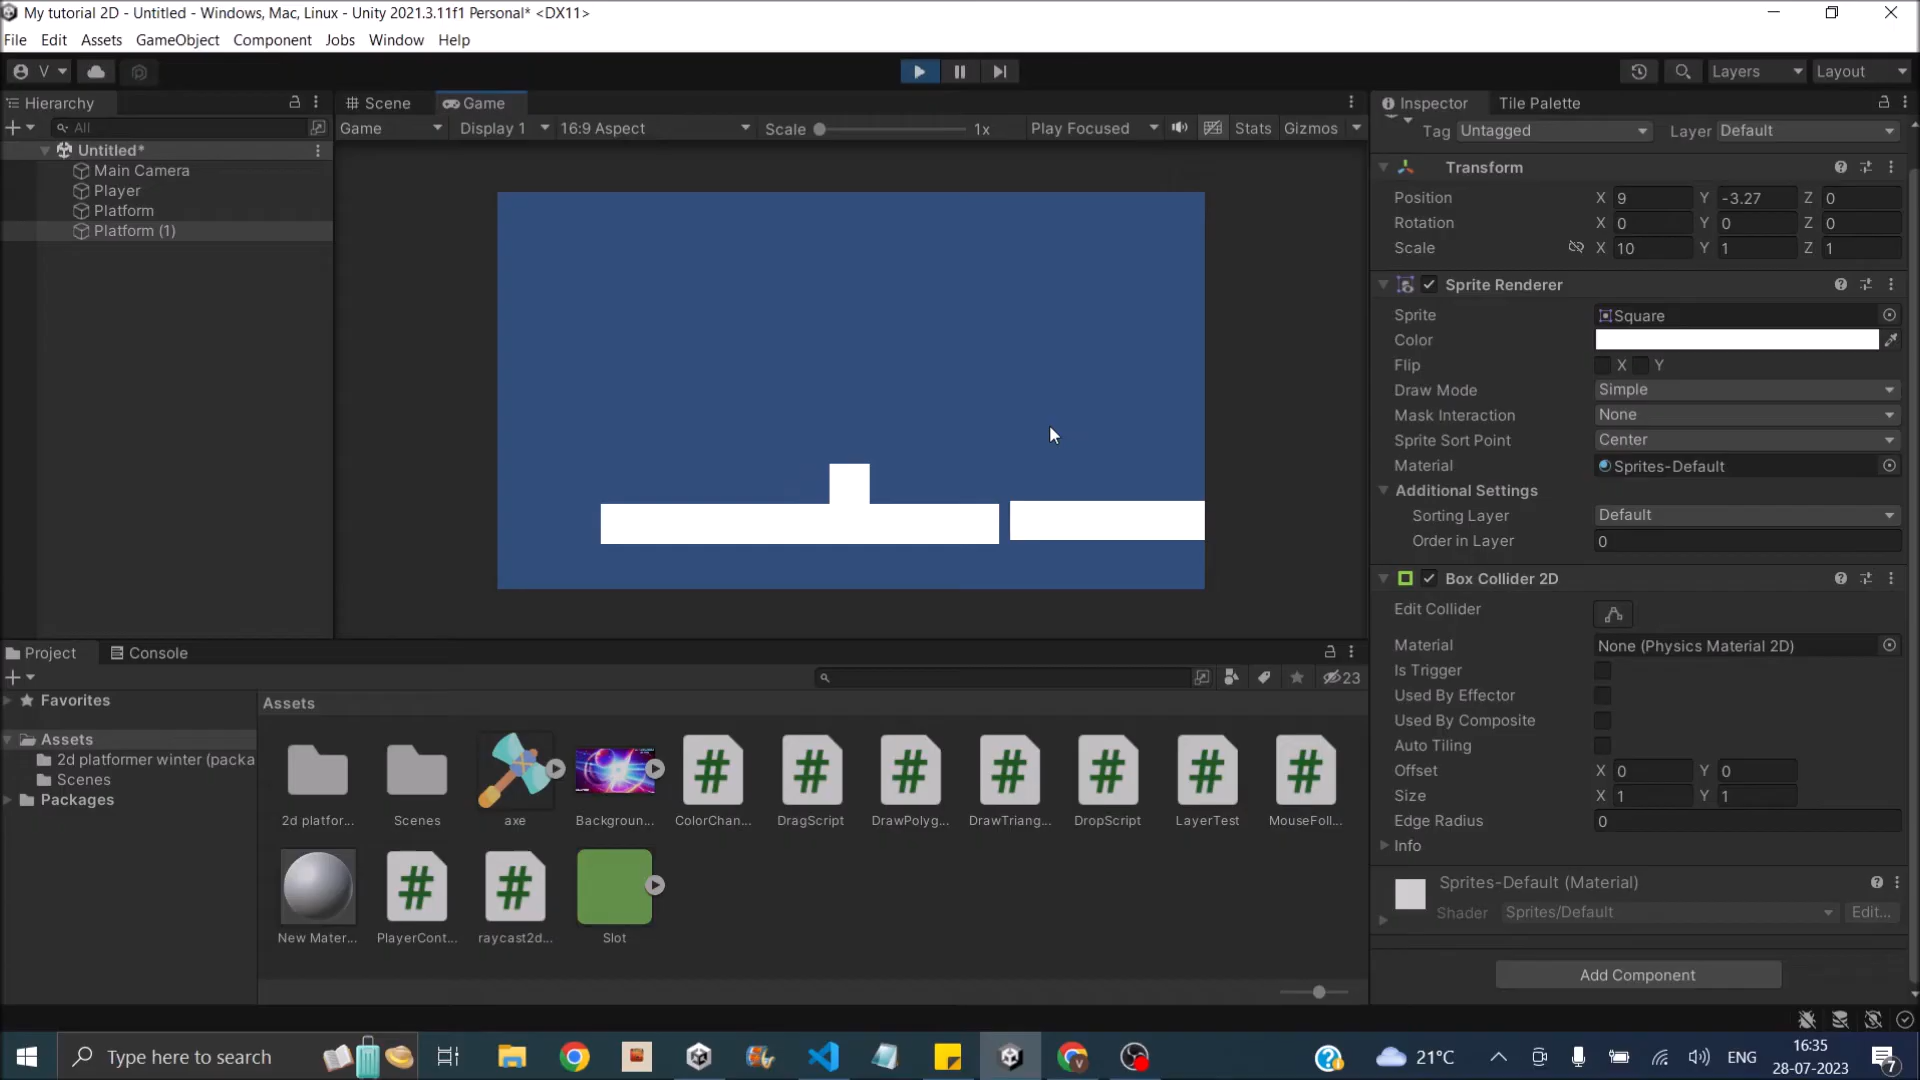 My tutorial 2D - Untitled - Windows, Mac, Linux - Unity 2021.3.11f1 Personal* <DX11>
File Edit Assets GameObject Component Jobs Window Help
V Layers Layout
Hierarchy
All
Untitled*
Main Camera
Player
Platform
Platform (1)
Scene Game
Game Display 1 16:9 Aspect Scale 1x Play Focused Stats Gizmos
Inspector Tile Palette
Tag Untagged Layer Default
Transform
Position X 9 Y -3.27 Z 0
Rotation X 0 Y 0 Z 0
Scale X 10 Y 1 Z 1
Sprite Renderer
Sprite Square
Color
Flip X Y
Draw Mode Simple
Mask Interaction None
Sprite Sort Point Center
Material Sprites-Default
Additional Settings
Sorting Layer Default
Order in Layer 0
Box Collider 2D
Edit Collider
Material None (Physics Material 2D)
Is Trigger
Used By Effector
Used By Composite
Auto Tiling
Offset X 0 Y 0
Size X 1 Y 1
Edge Radius 0
Info
Sprites-Default (Material)
Shader Sprites/Default Edit...
Add Component
Project Console
23
Favorites
Assets
2d platformer winter (packa
Scenes
Packages
Assets
2d platfor... Scenes axe Backgroun... ColorChan... DragScript DrawPolyg... DrawTriang... DropScript LayerTest MouseFoll...
New Mater... PlayerCont... raycast2d... Slot
Type here to search
21°C ENG 16:35
28-07-2023 7